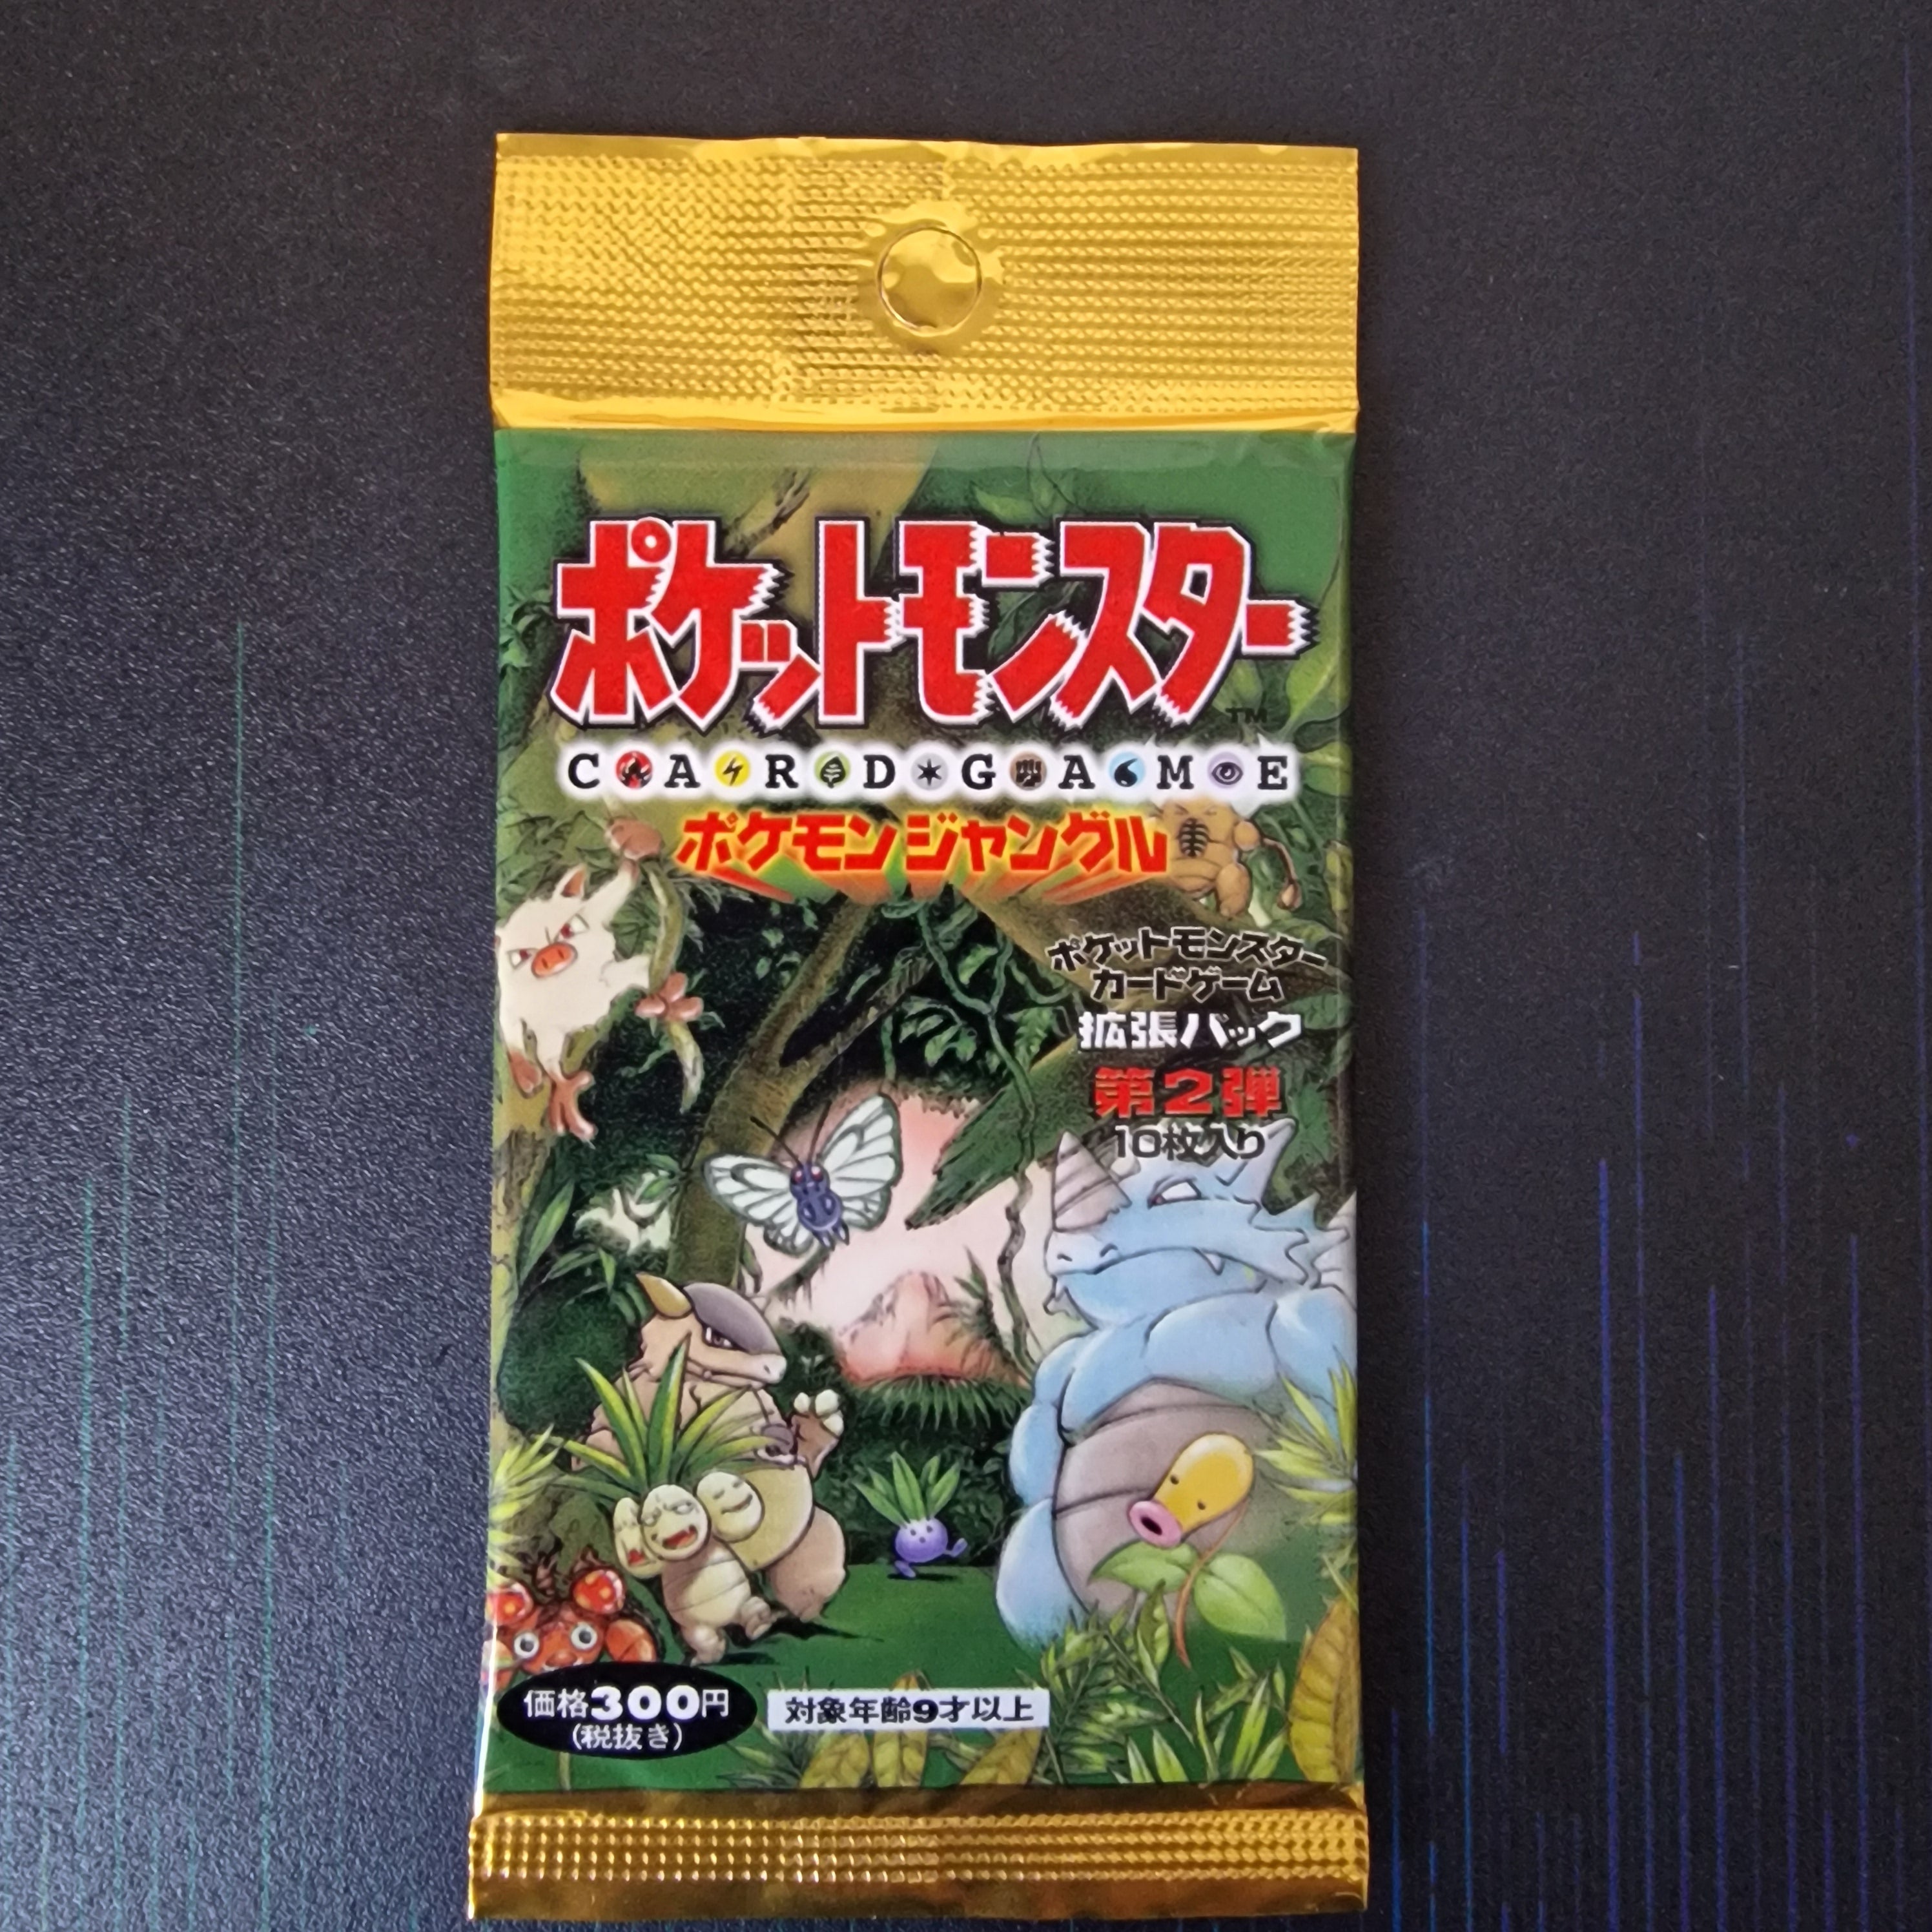 ポケットモンスター
TM
CARD GAME
ポケモンジャングル
ポケットモンスター
カードゲーム
拡張パック
第2弾
10枚入り
価格300円
(税抜き)
対象年齢9才以上